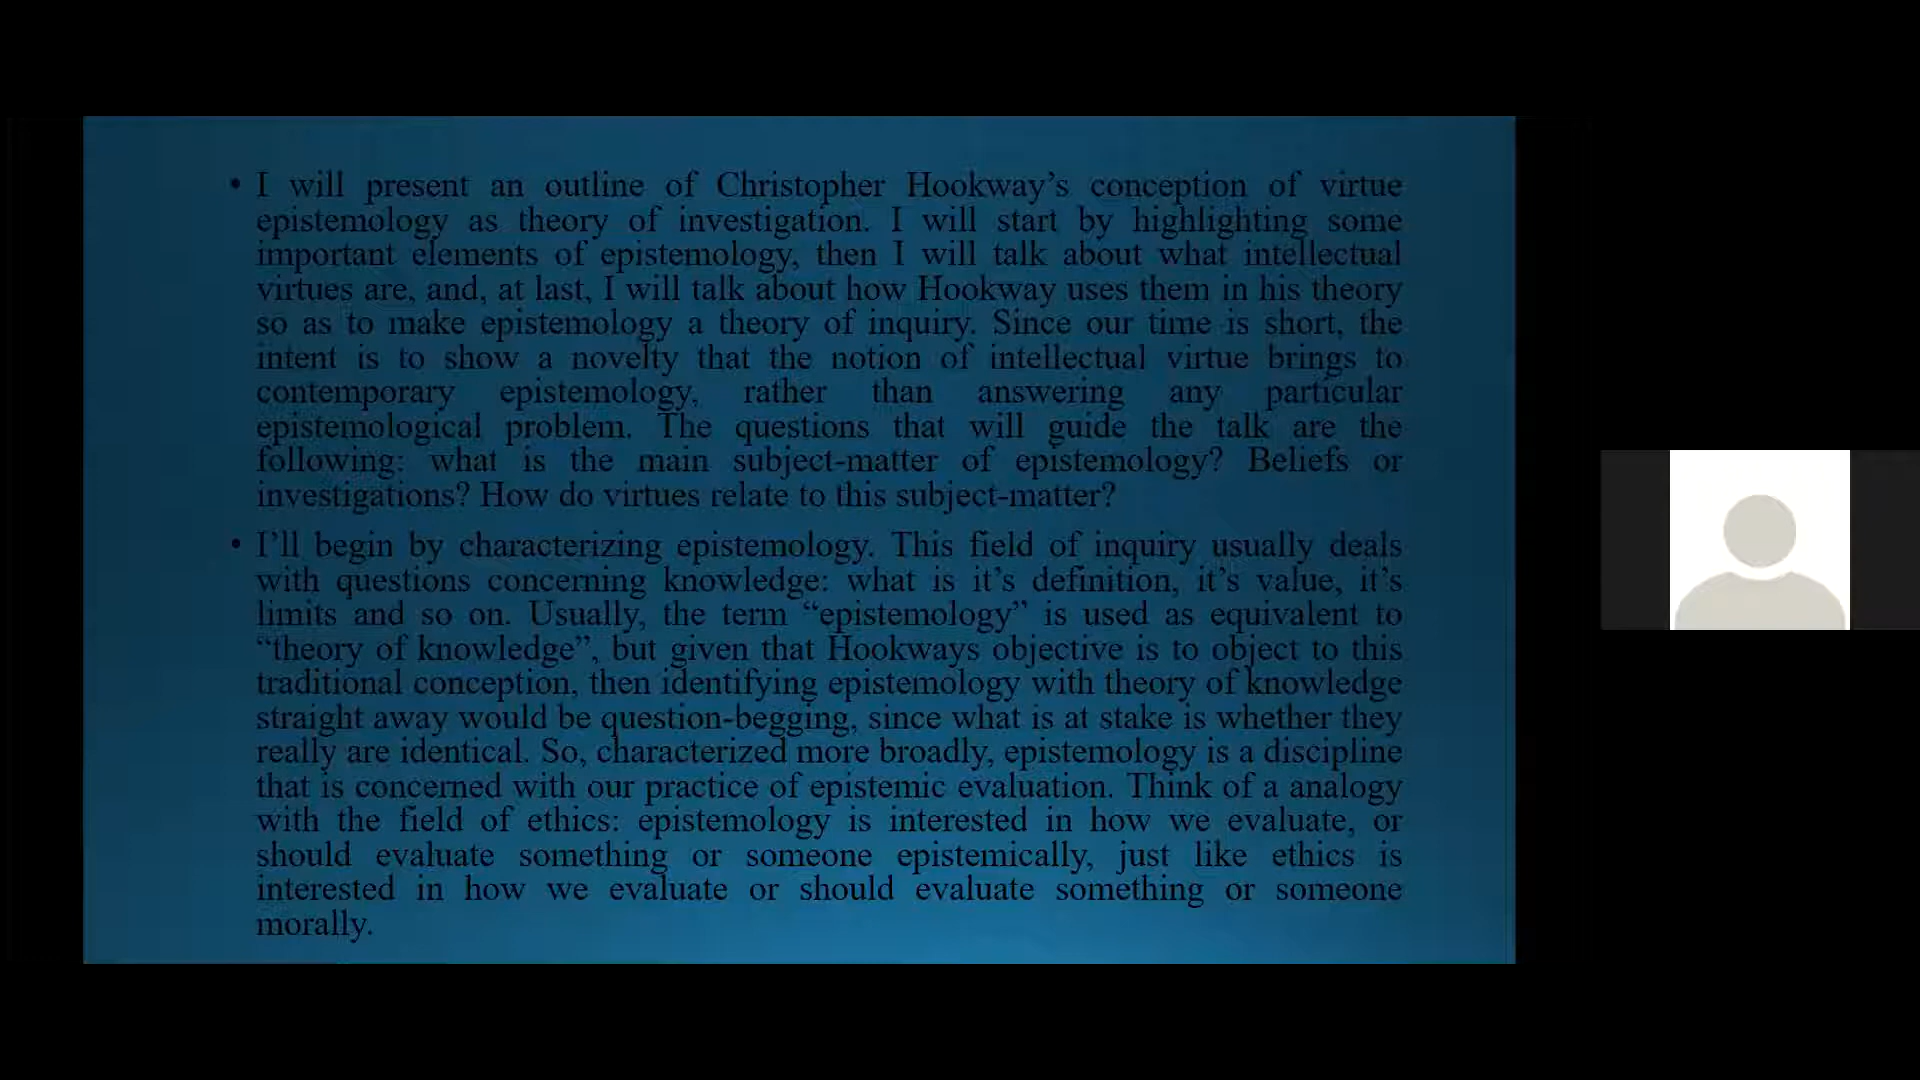 • I will present an outline of Christopher Hookway’s conception of virtue
epistemology as theory of investigation. I will start by highlighting some
important elements of epistemology, then I will talk about what intellectual
virtues are, and, at last, I will talk about how Hookway uses them in his theory
so as to make epistemology a theory of inquiry. Since our time is short, the
intent is to show a novelty that the notion of intellectual virtue brings to
contemporary epistemology, rather than answering any particular
epistemological problem. The questions that will guide the talk are the
following: what is the main subject-matter of epistemology? Beliefs or
investigations? How do virtues relate to this subject-matter?
• I’ll begin by characterizing epistemology. This field of inquiry usually deals
with questions concerning knowledge: what is it’s definition, it’s value, it’s
limits and so on. Usually, the term “epistemology” is used as equivalent to
“theory of knowledge”, but given that Hookways objective is to object to this
traditional conception, then identifying epistemology with theory of knowledge
straight away would be question-begging, since what is at stake is whether they
really are identical. So, characterized more broadly, epistemology is a discipline
that is concerned with our practice of epistemic evaluation. Think of a analogy
with the field of ethics: epistemology is interested in how we evaluate, or
should evaluate something or someone epistemically, just like ethics is
interested in how we evaluate or should evaluate something or someone
morally.